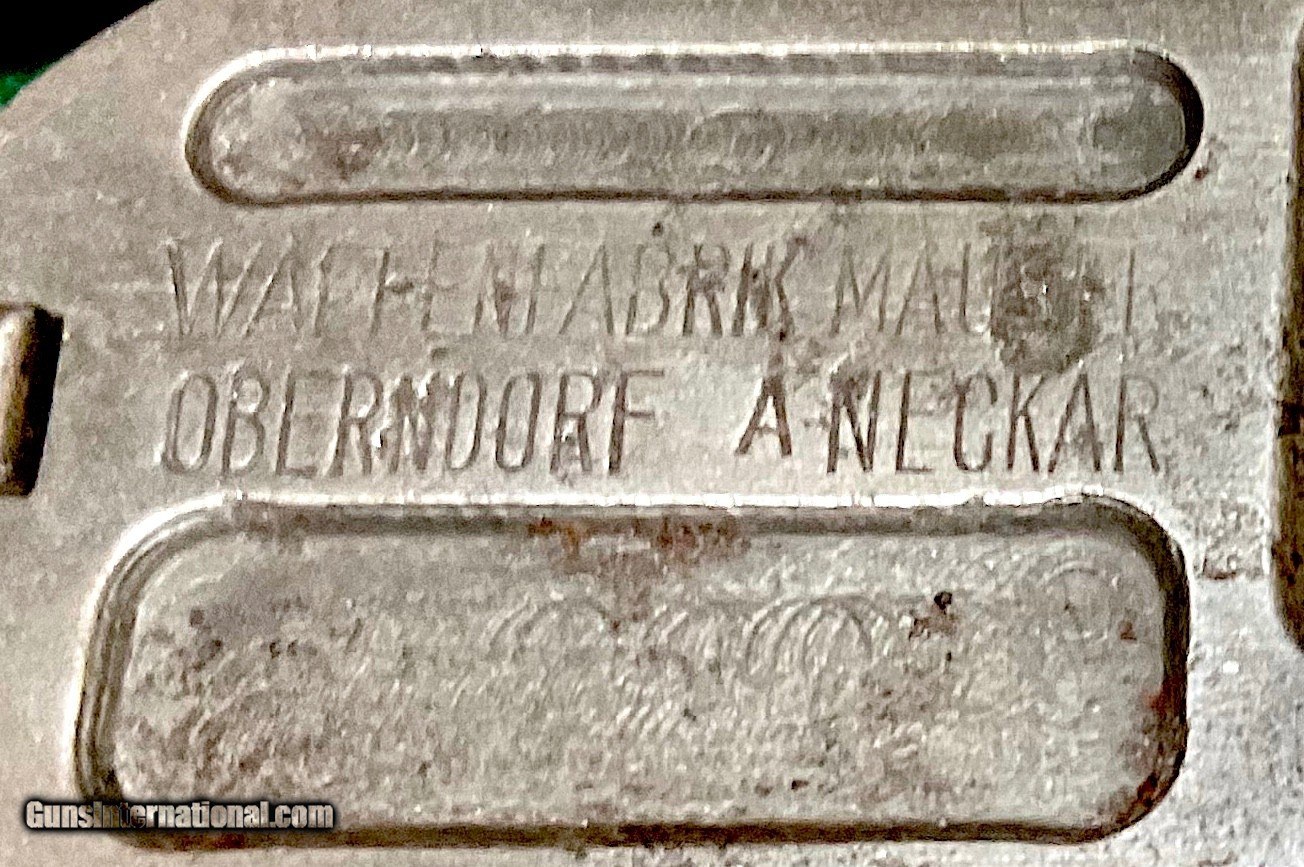 WAFFENFABRIK MAUSER
OBERNDORF A NECKAR
GunsInternational.com